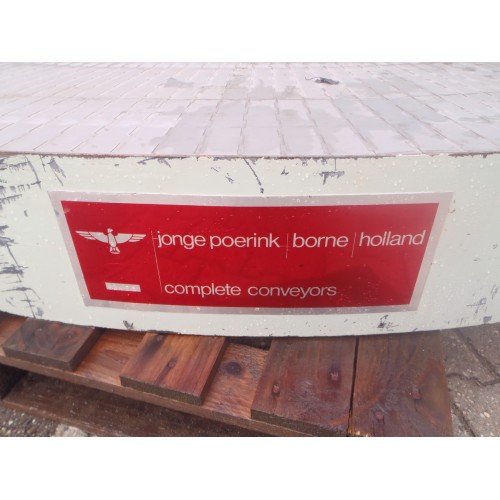 jonge poerink | borne | holland
complete conveyors